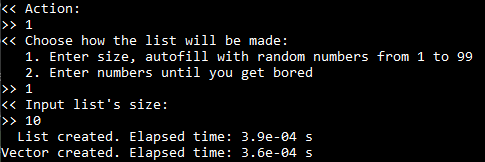 << Action:
>> 1
<< Choose how the list will be made:
   1. Enter size, autofill with random numbers from 1 to 99
   2. Enter numbers until you get bored
>> 1
<< Input list's size:
>> 10
  List created. Elapsed time: 3.9e-04 s
Vector created. Elapsed time: 3.6e-04 s